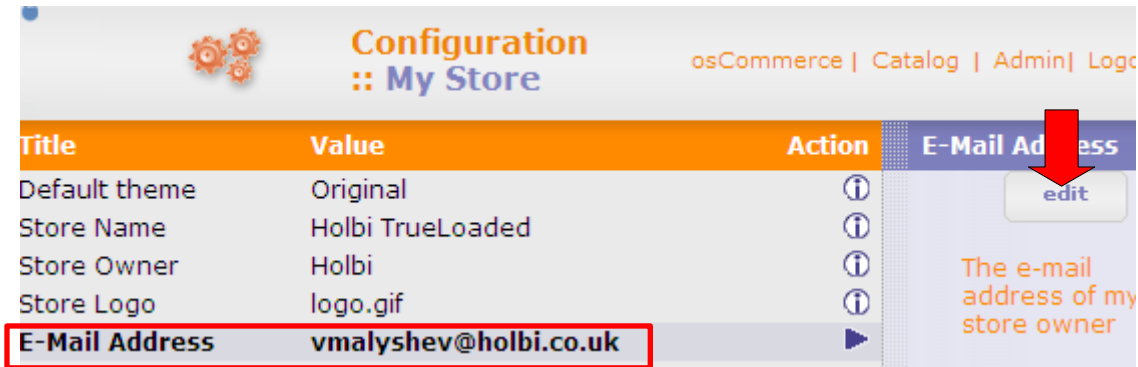 Configuration
:: My Store
osCommerce | Catalog | Admin|
Title Value Action
E-Mail
Default theme Original
edit
Store Name Holbi TrueLoaded
Store Owner Holbi
The e-mail
Store Logo logo.gif
address of my
store owner
E-Mail Address vmalyshev@holbi.co.uk